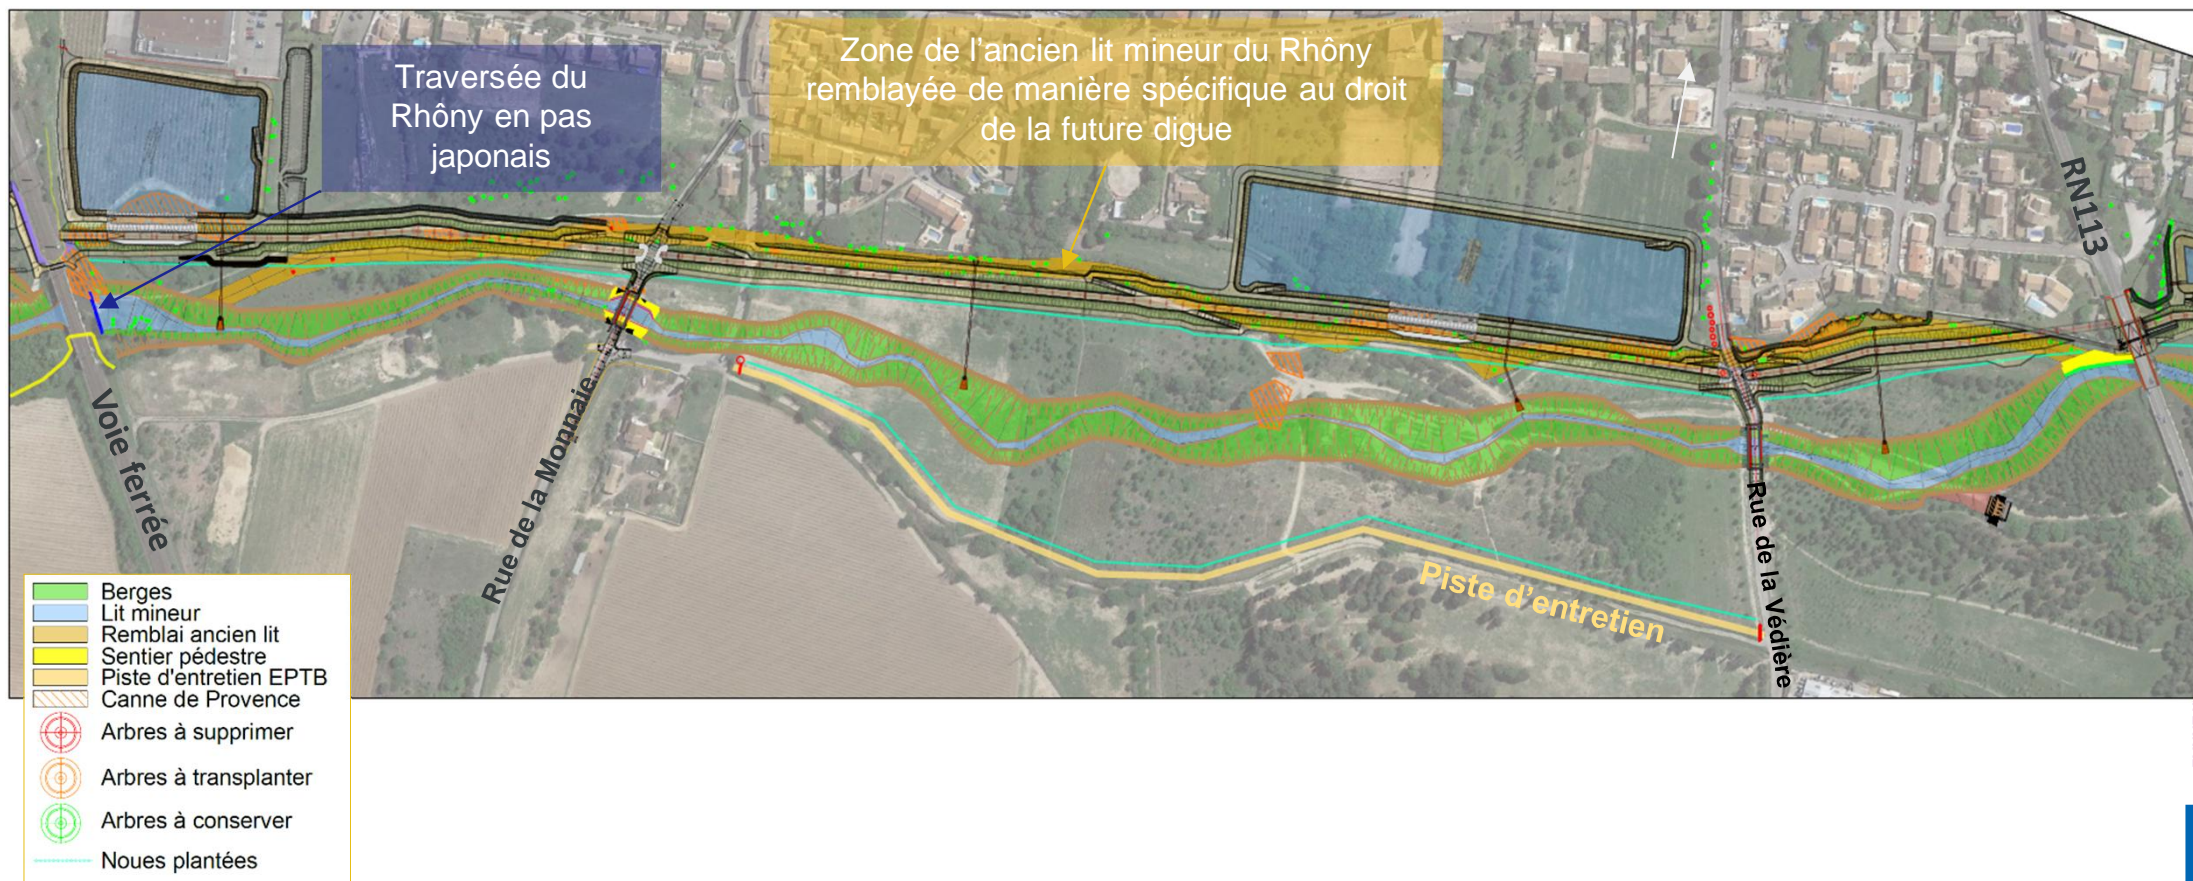 Traversée du
Rhôny en pas
japonais
Zone de l'ancien lit mineur du Rhôny
remblayée de manière spécifique au droit
de la future digue
RN113
Voie ferrée
Rue de la Monnaie
Piste d'entretien
Rue de la Védière
Berges
Lit mineur
Remblai ancien lit
Sentier pédestre
Piste d'entretien EPTB
Canne de Provence
Arbres à supprimer
Arbres à transplanter
Arbres à conserver
Noues plantées